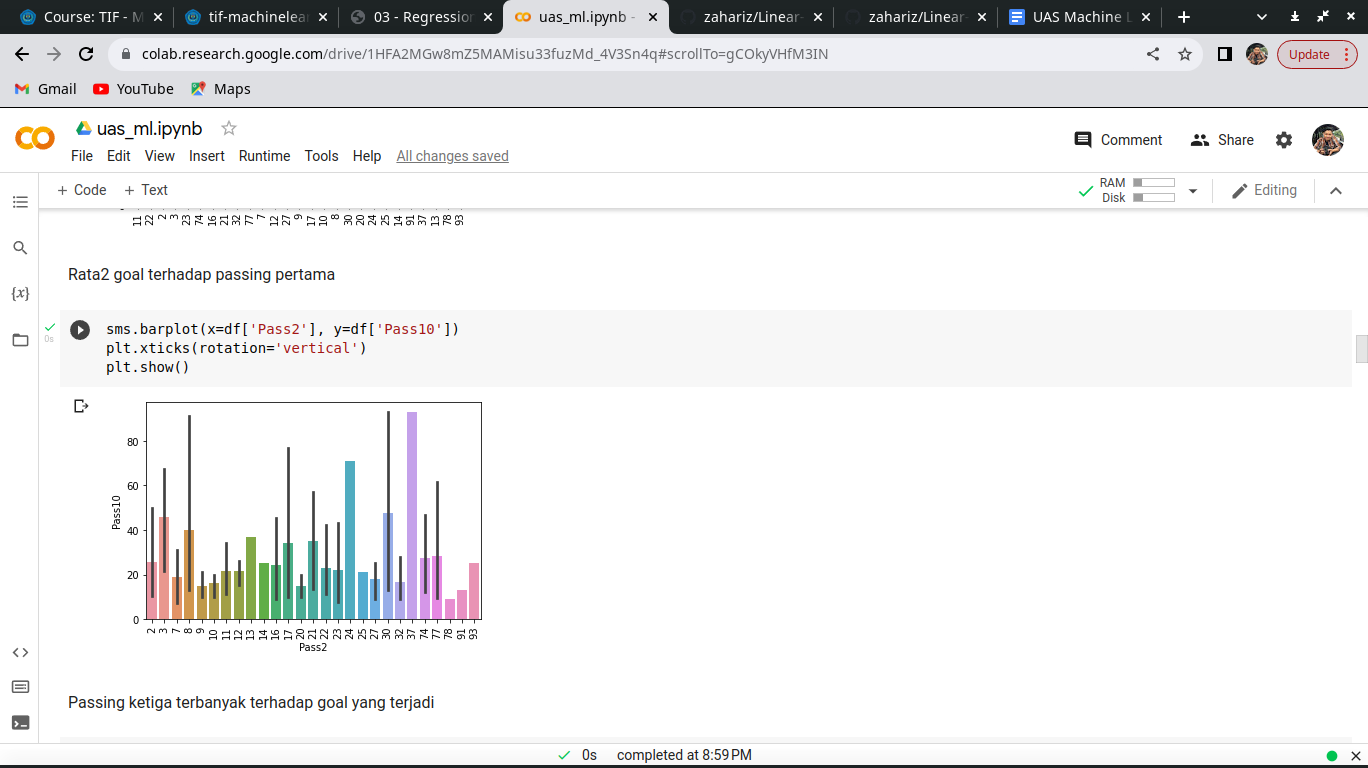 Course: TIF - M
tif-machinelear
03 - Regression
uas_ml.ipynb -
zahariz/Linear-
zahariz/Linear-
UAS Machine L
colab.research.google.com/drive/1HFA2MGw8mZ5MAMisu33fuzMd_4V3Sn4q#scrollTo=gCOkyVHfM3IN
Update
Gmail
YouTube
Maps
uas_ml.ipynb
Comment
Share
File Edit View Insert Runtime Tools Help All changes saved
+ Code + Text
RAM
Disk
Editing
11 22 2 3 23 74 16 21 32 77 7 12 27 9 17 10 8 30 20 24 25 14 91 37 13 78 93
Rata2 goal terhadap passing pertama
{x}
0s
sms.barplot(x=df['Pass2'], y=df['Pass10'])
plt.xticks(rotation='vertical')
plt.show()
80
60
40
20
0
Pass10
2 3 7 8 9 10 11 12 13 14 16 17 20 21 22 23 24 25 27 30 32 37 74 77 78 91 93
Pass2
Passing ketiga terbanyak terhadap goal yang terjadi
0s completed at 8:59 PM